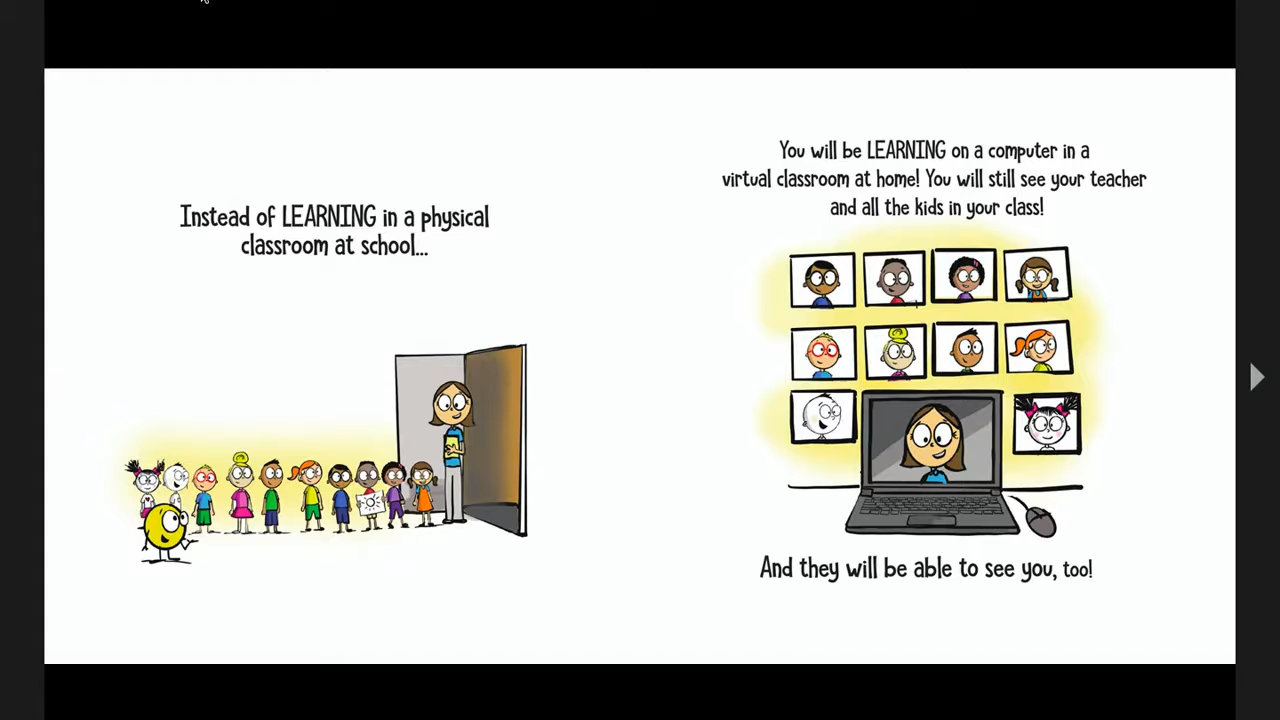 Instead of LEARNING in a physical
classroom at school...
You will be LEARNING on a computer in a
virtual classroom at home! You will still see your teacher
and all the kids in your class!
And they will be able to see you, too!